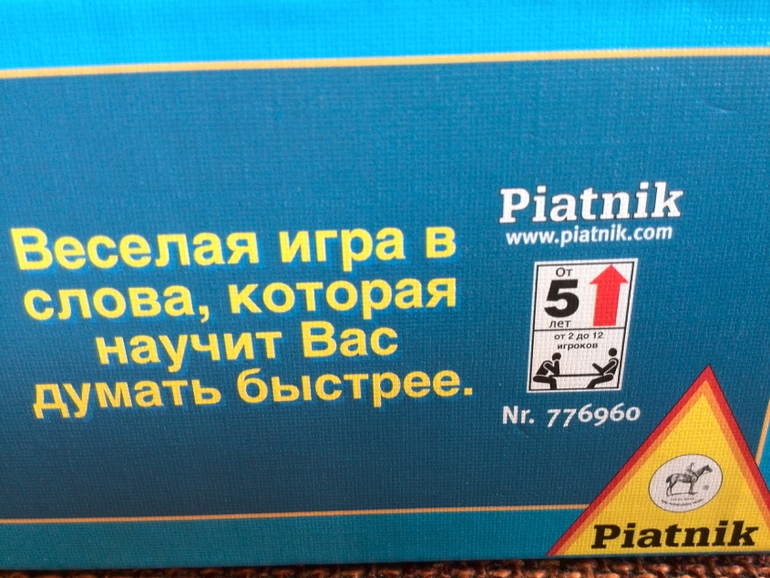 Веселая игра в
слова, которая
научит Вас
думать быстрее.
Piatnik
www.piatnik.com
От
5
лет
от 2 до 12
игроков
Nr. 776960
Piatnik